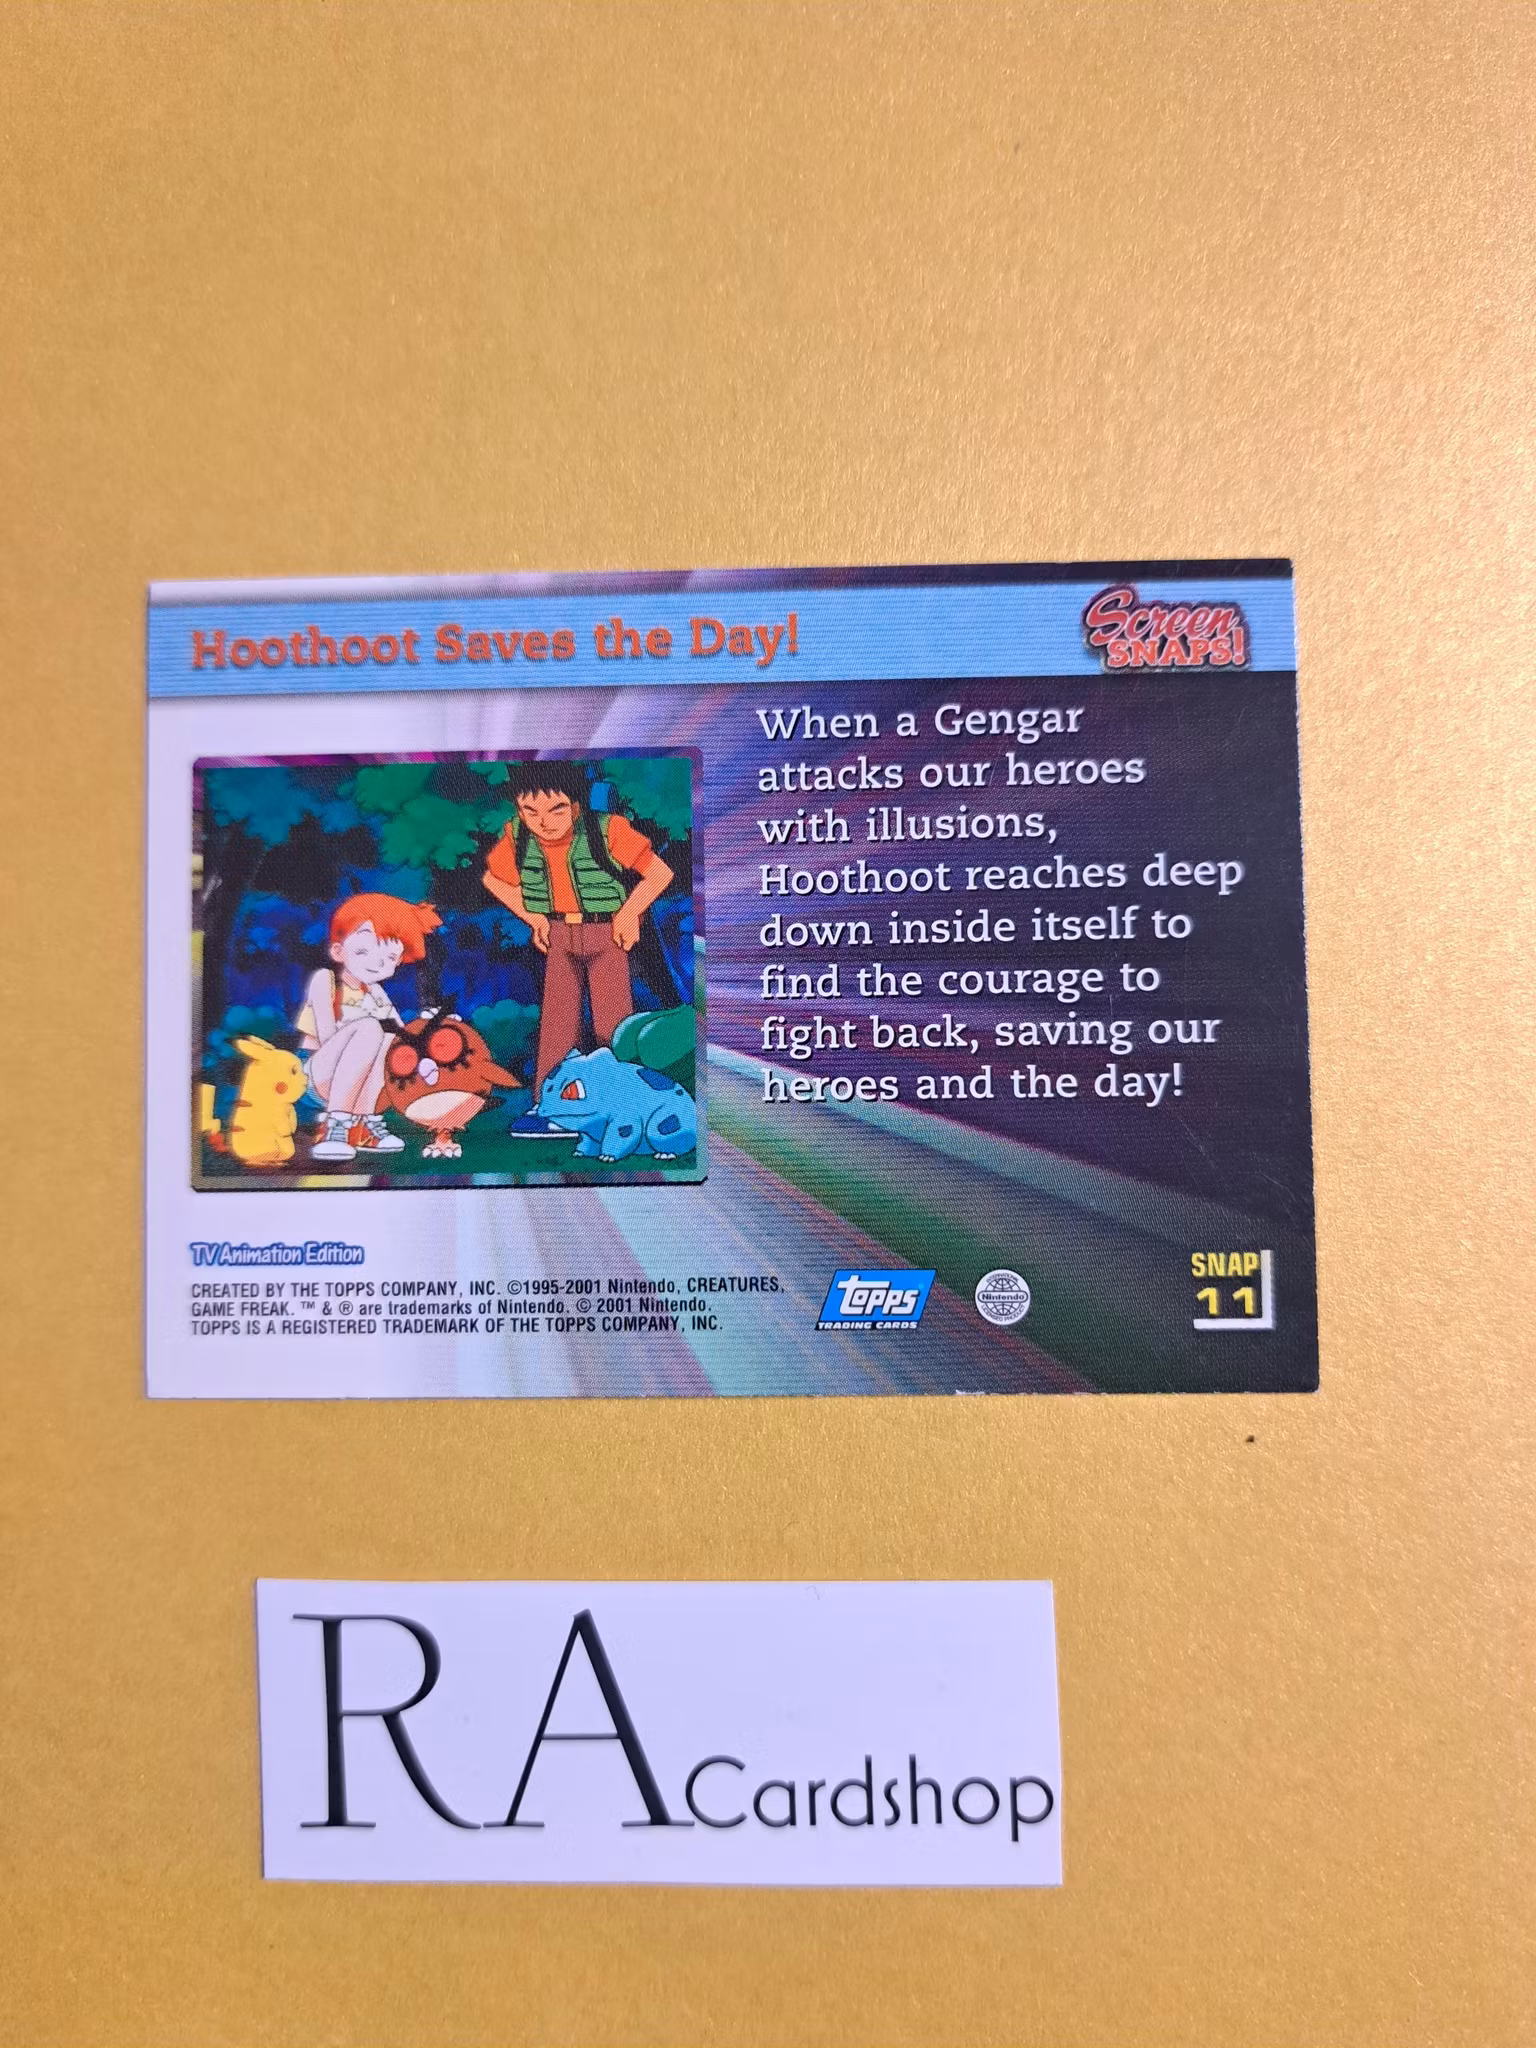 Hoothoot Saves the Day!
Screen
SNAPS!
When a Gengar
attacks our heroes
with illusions,
Hoothoot reaches deep
down inside itself to
find the courage to
fight back, saving our
heroes and the day!
TV Animation Edition
CREATED BY THE TOPPS COMPANY, INC. ©1995-2001 Nintendo, CREATURES,
GAME FREAK. ™ & ® are trademarks of Nintendo. © 2001 Nintendo.
TOPPS IS A REGISTERED TRADEMARK OF THE TOPPS COMPANY, INC.
topps
TRADING CARDS
Nintendo
SNAP
11
RA Cardshop